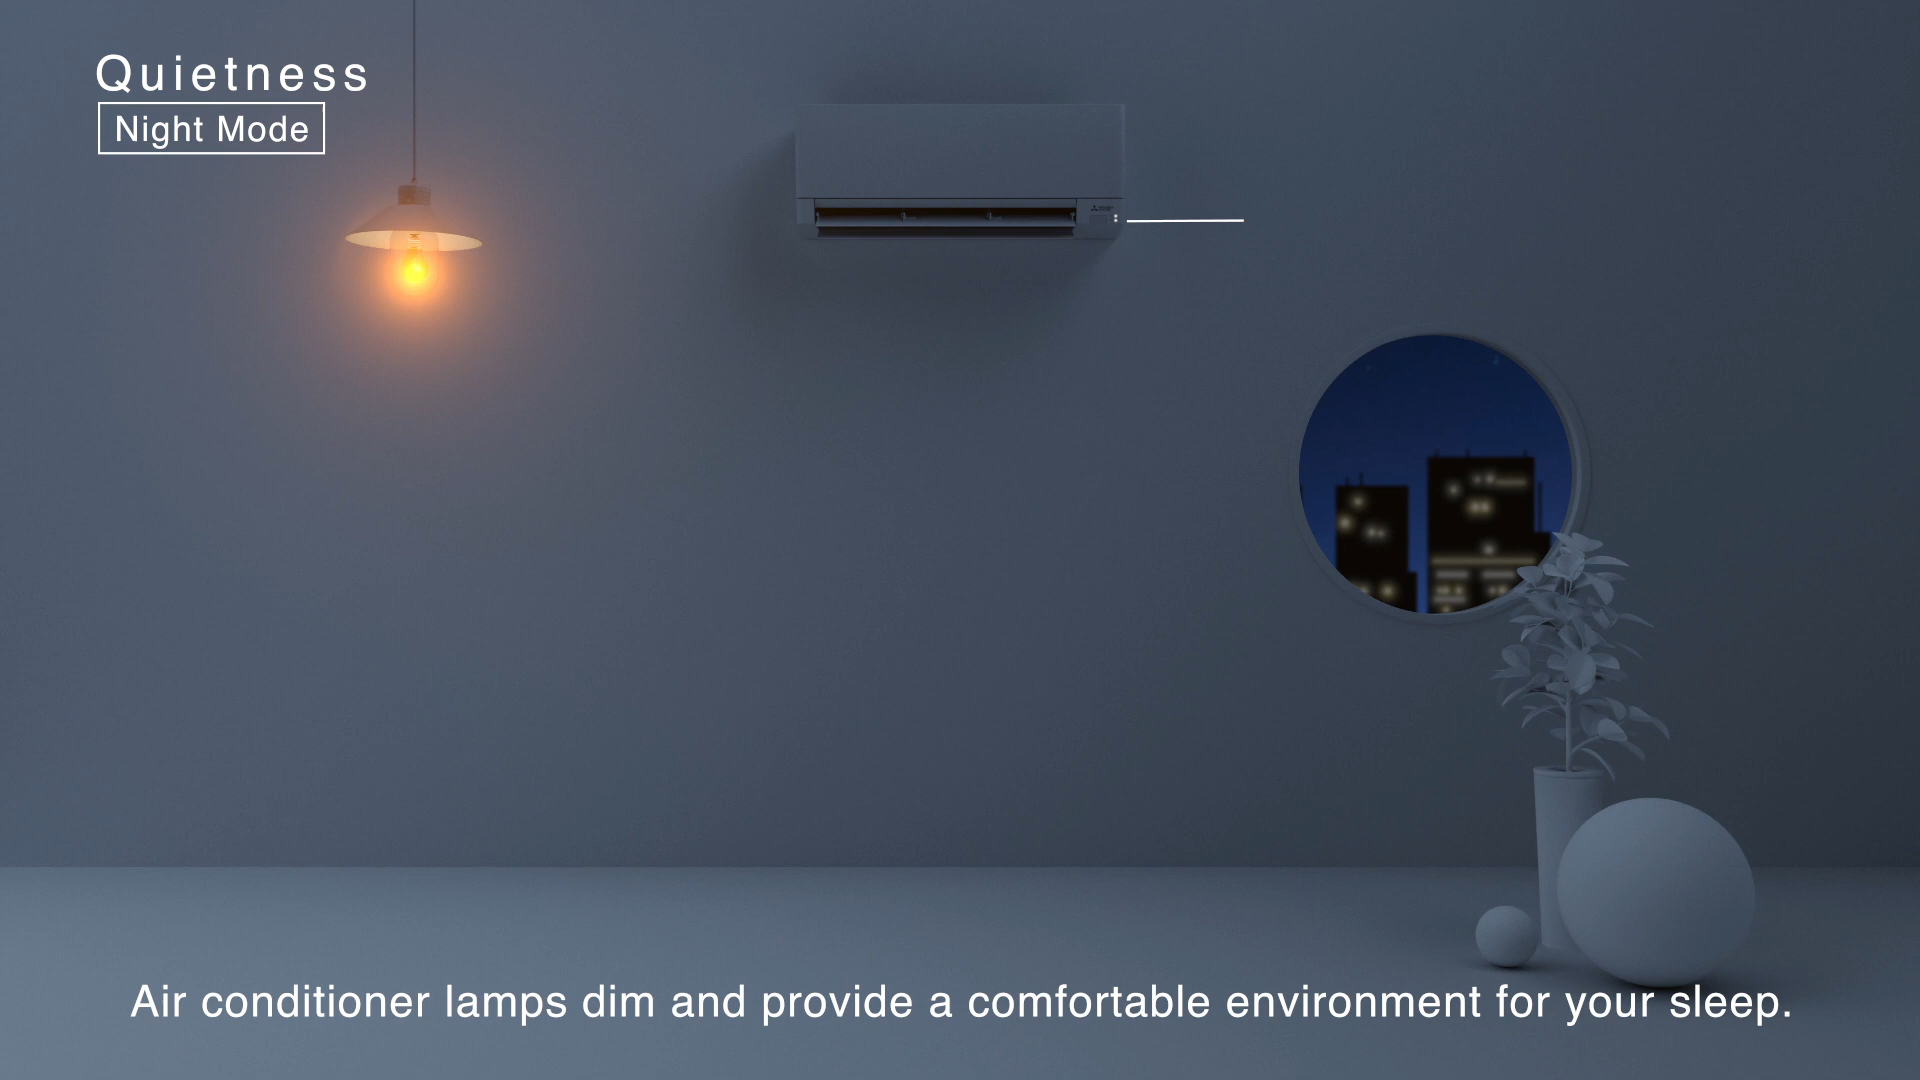 Quietness
Night Mode
Air conditioner lamps dim and provide a comfortable environment for your sleep.